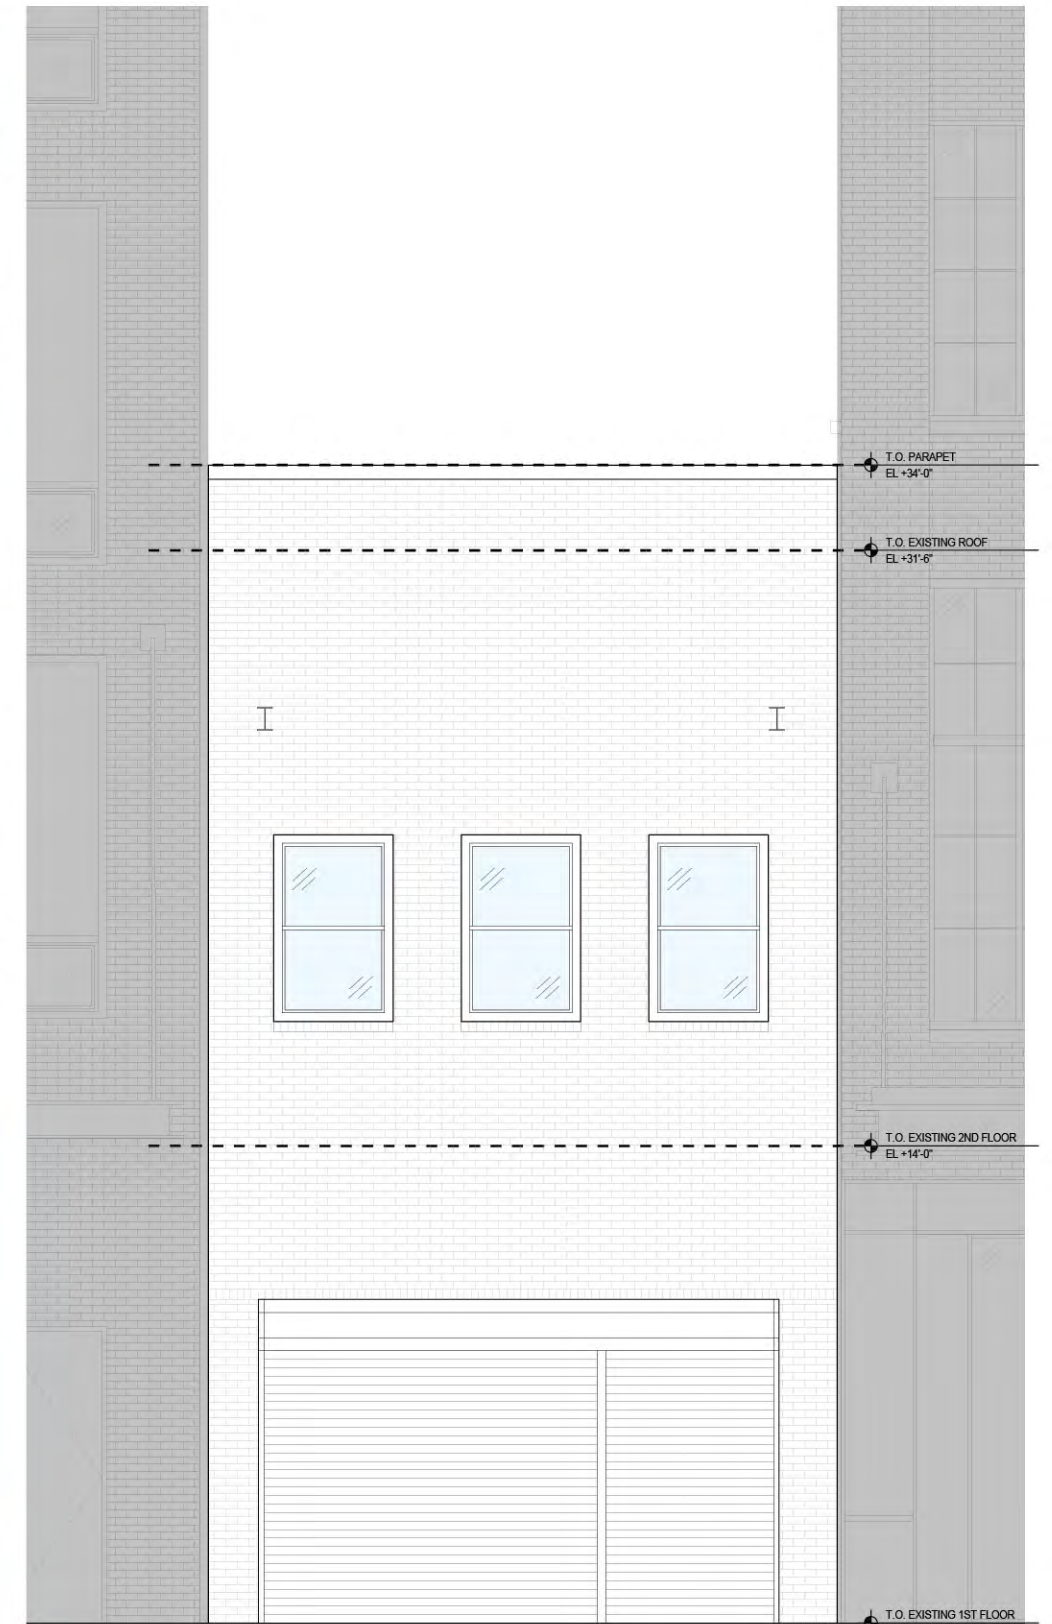 T.O. PARAPET
EL +34'-0"
T.O. EXISTING ROOF
EL +31'-6"
T.O. EXISTING 2ND FLOOR
EL +14'-0"
T.O. EXISTING 1ST FLOOR